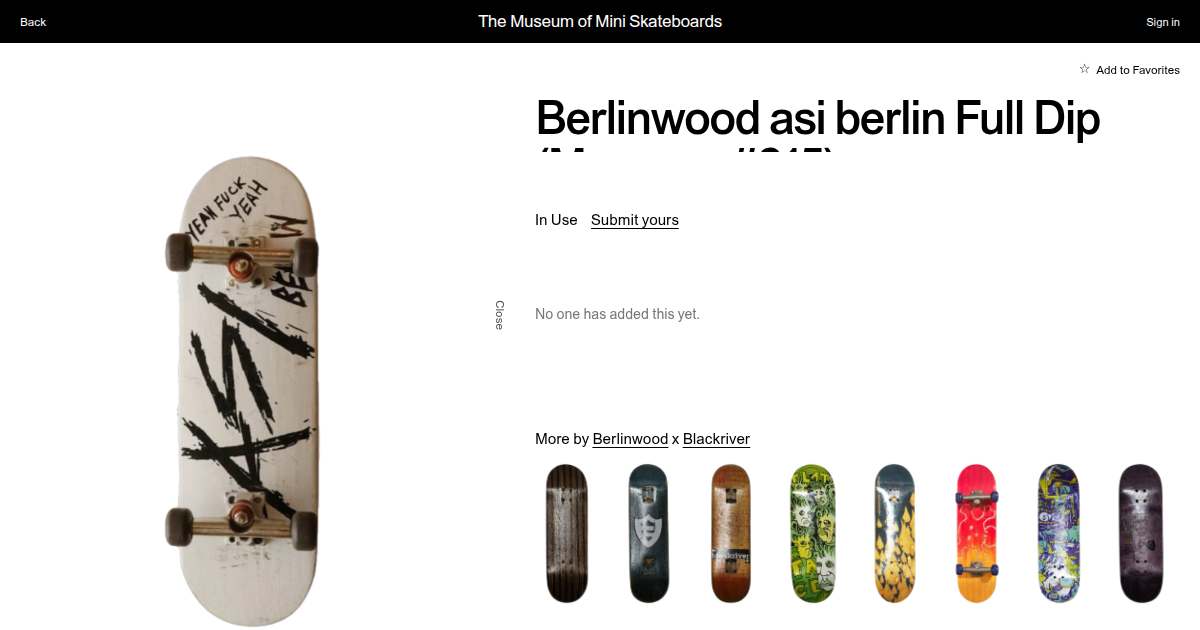 Back
The Museum of Mini Skateboards
Sign in
☆ Add to Favorites
Berlinwood asi berlin Full Dip
In Use
Submit yours
Close
No one has added this yet.
More by Berlinwood x Blackriver
YEAH FUCK
YEAH
ASI